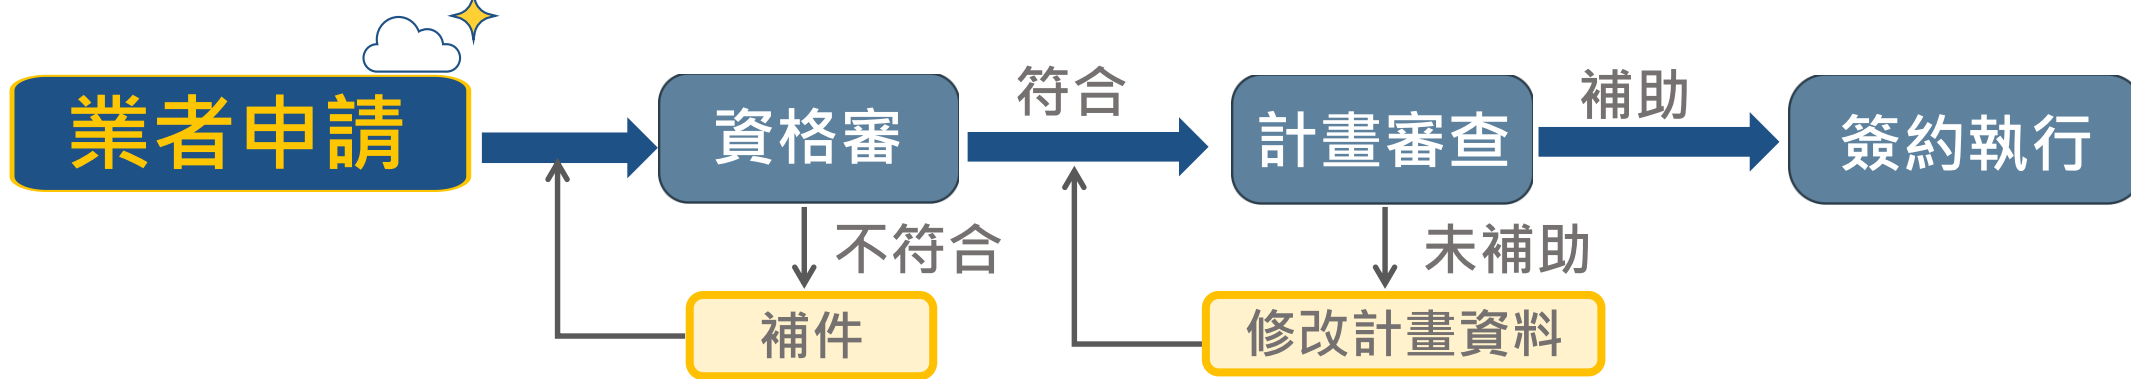 業者申請
資格審
符合
計畫審查
補助
簽約執行
不符合
未補助
補件
修改計畫資料